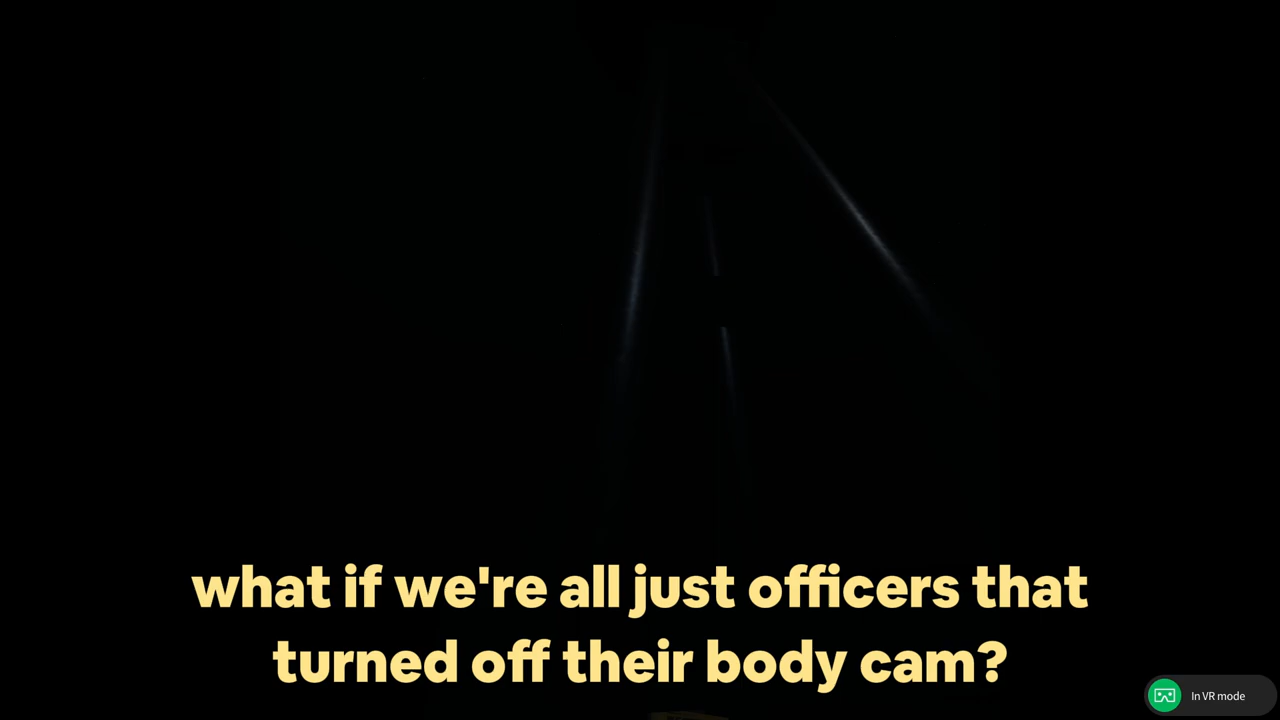 what if we're all just officers that
turned off their body cam?
In VR mode